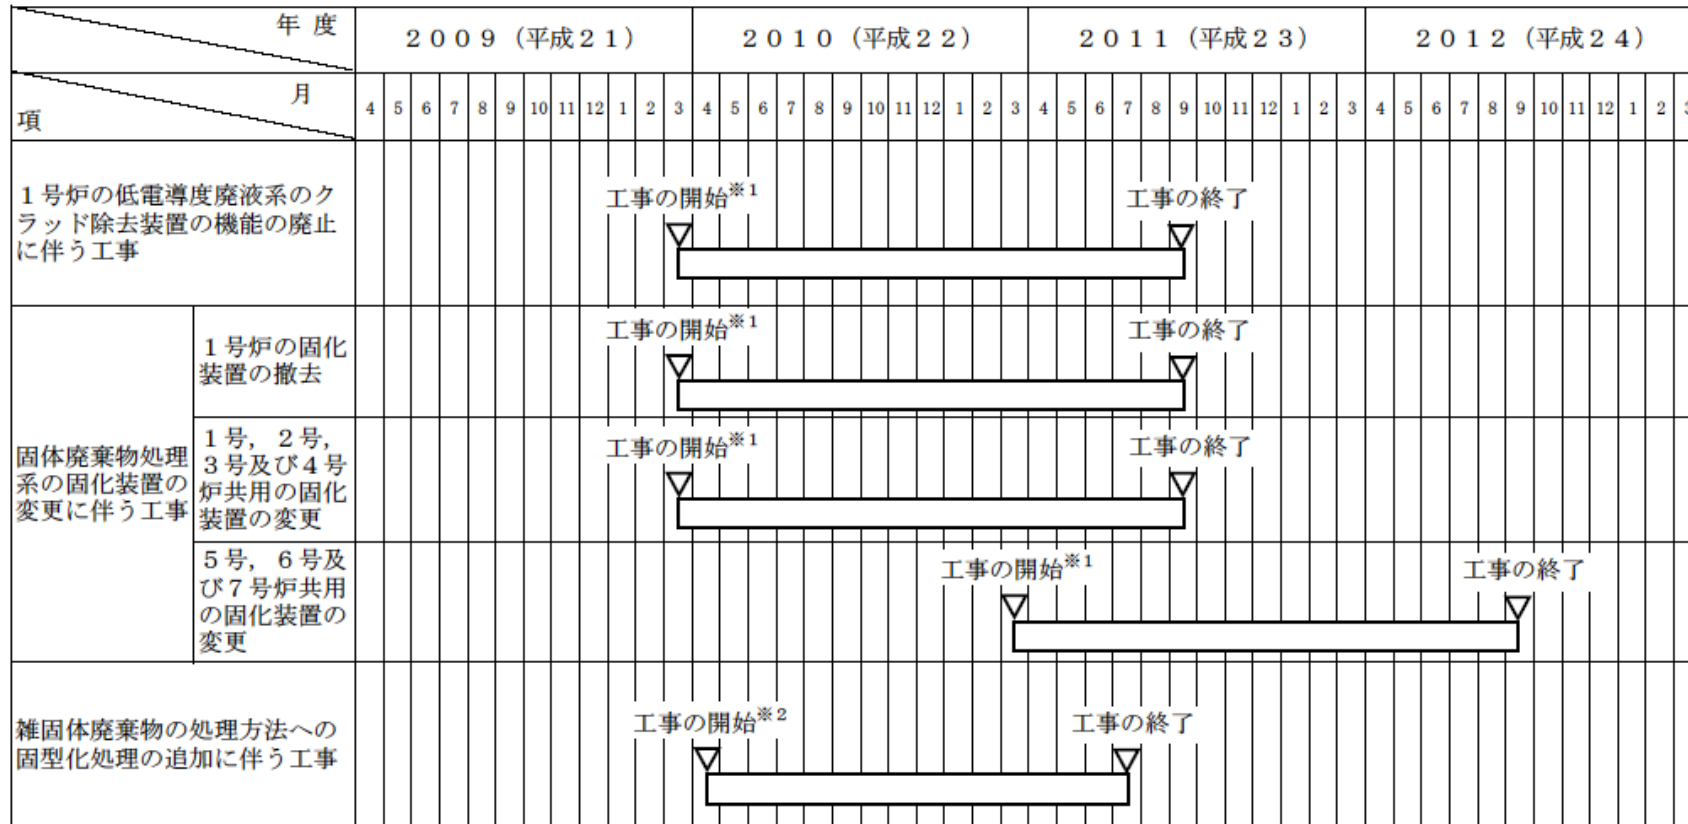 年 度
２００９（平成２１）
２０１０（平成２２）
２０１１（平成２３）
２０１２（平成２４）
月
項
4 5 6 7 8 9 10 11 12 1 2 3 4 5 6 7 8 9 10 11 12 1 2 3 4 5 6 7 8 9 10 11 12 1 2 3 4 5 6 7 8 9 10 11 12 1 2 3
１号炉の低電導度廃液系のク
ラッド除去装置の機能の廃止
に伴う工事
工事の開始※1
工事の終了
固体廃棄物処理
系の固化装置の
変更に伴う工事
１号炉の固化
装置の撤去
工事の開始※1
工事の終了
１号，２号，
３号及び４号
炉共用の固化
装置の変更
工事の開始※1
工事の終了
５号，６号及
び７号炉共用
の固化装置の
変更
工事の開始※1
工事の終了
雑固体廃棄物の処理方法への
固型化処理の追加に伴う工事
工事の開始※2
工事の終了